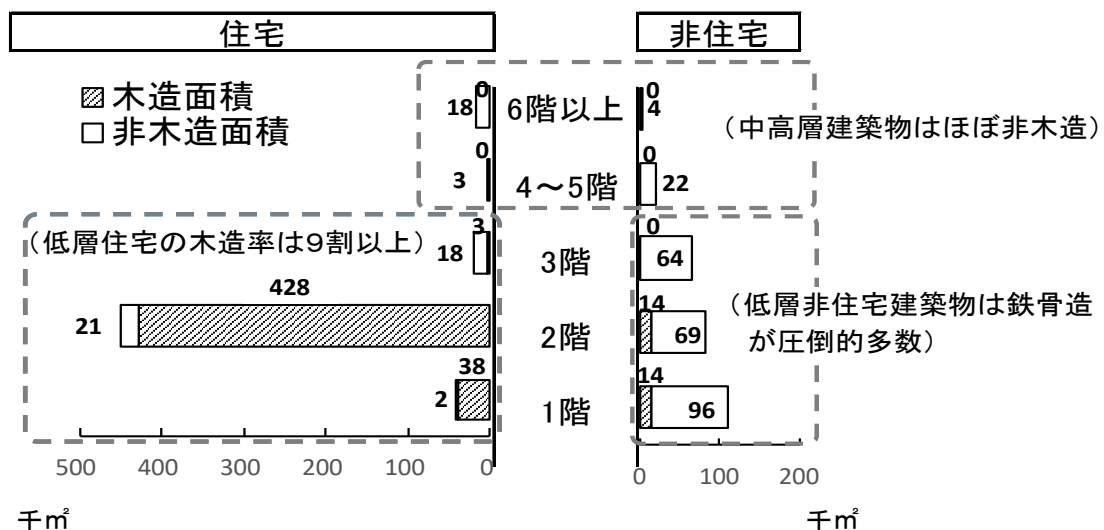 住宅
非住宅
木造面積
非木造面積
0
18
6階以上
0
4
(中高層建築物はほぼ非木造)
0
3
4～5階
0
22
(低層住宅の木造率は9割以上)
3
18
3階
0
64
428
21
2階
14
69
(低層非住宅建築物は鉄骨造
が圧倒的多数)
38
2
1階
14
96
500 400 300 200 100 0
0 100 200
千㎡
千㎡